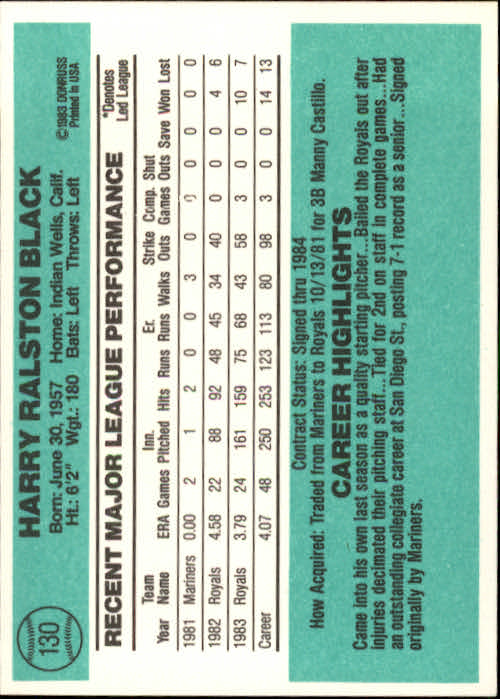 130
HARRY RALSTON BLACK
Born: June 30, 1957 Home: Indian Wells, Calif.
Ht.: 6'2" Wgt.: 180 Bats: Left Throws: Left
©1983 DONRUSS
Printed in USA
RECENT MAJOR LEAGUE PERFORMANCE
*Denotes
Led League
Team Inn. Er. Strike Comp. Shut
Year Name ERA Games Pitched Hits Runs Runs Walks Outs Games Outs Save Won Lost
1981 Mariners 0.00 2 1 2 0 0 3 0 0 0 0 0 0
1982 Royals 4.58 22 88 92 48 45 34 40 0 0 0 4 6
1983 Royals 3.79 24 161 159 75 68 43 58 3 0 0 10 7
Career 4.07 48 250 253 123 113 80 98 3 0 0 14 13
Contract Status: Signed thru 1984
How Acquired: Traded from Mariners to Royals 10/13/81 for 3B Manny Castillo.
CAREER HIGHLIGHTS
Came into his own last season as a quality starting pitcher...Bailed the Royals out after
injuries decimated their pitching staff...Tied for 2nd on staff in complete games...Had
an outstanding collegiate career at San Diego St., posting 7-1 record as a senior...Signed
originally by Mariners.